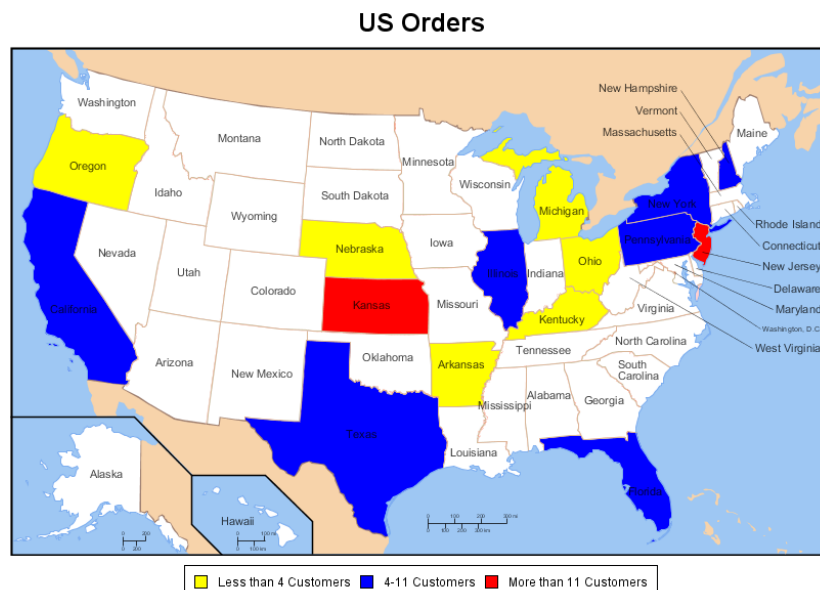 US Orders
New Hampshire
Vermont
Massachusetts
Washington
Montana
North Dakota
Minnesota
Maine
Oregon
Idaho
South Dakota
Wisconsin
Michigan
New York
Wyoming
Rhode Island
Connecticut
New Jersey
Delaware
Maryland
Washington, D.C
West Virginia
Nevada
Nebraska
Iowa
Pennsylvania
Utah
Colorado
Illinois
Indiana
Ohio
California
Kansas
Missouri
Virginia
Kentucky
Arizona
New Mexico
Oklahoma
Arkansas
Tennessee
North Carolina
South
Carolina
Mississippi
Alabama
Georgia
Texas
Louisiana
Florida
Alaska
Hawaii
Less than 4 Customers
4-11 Customers
More than 11 Customers